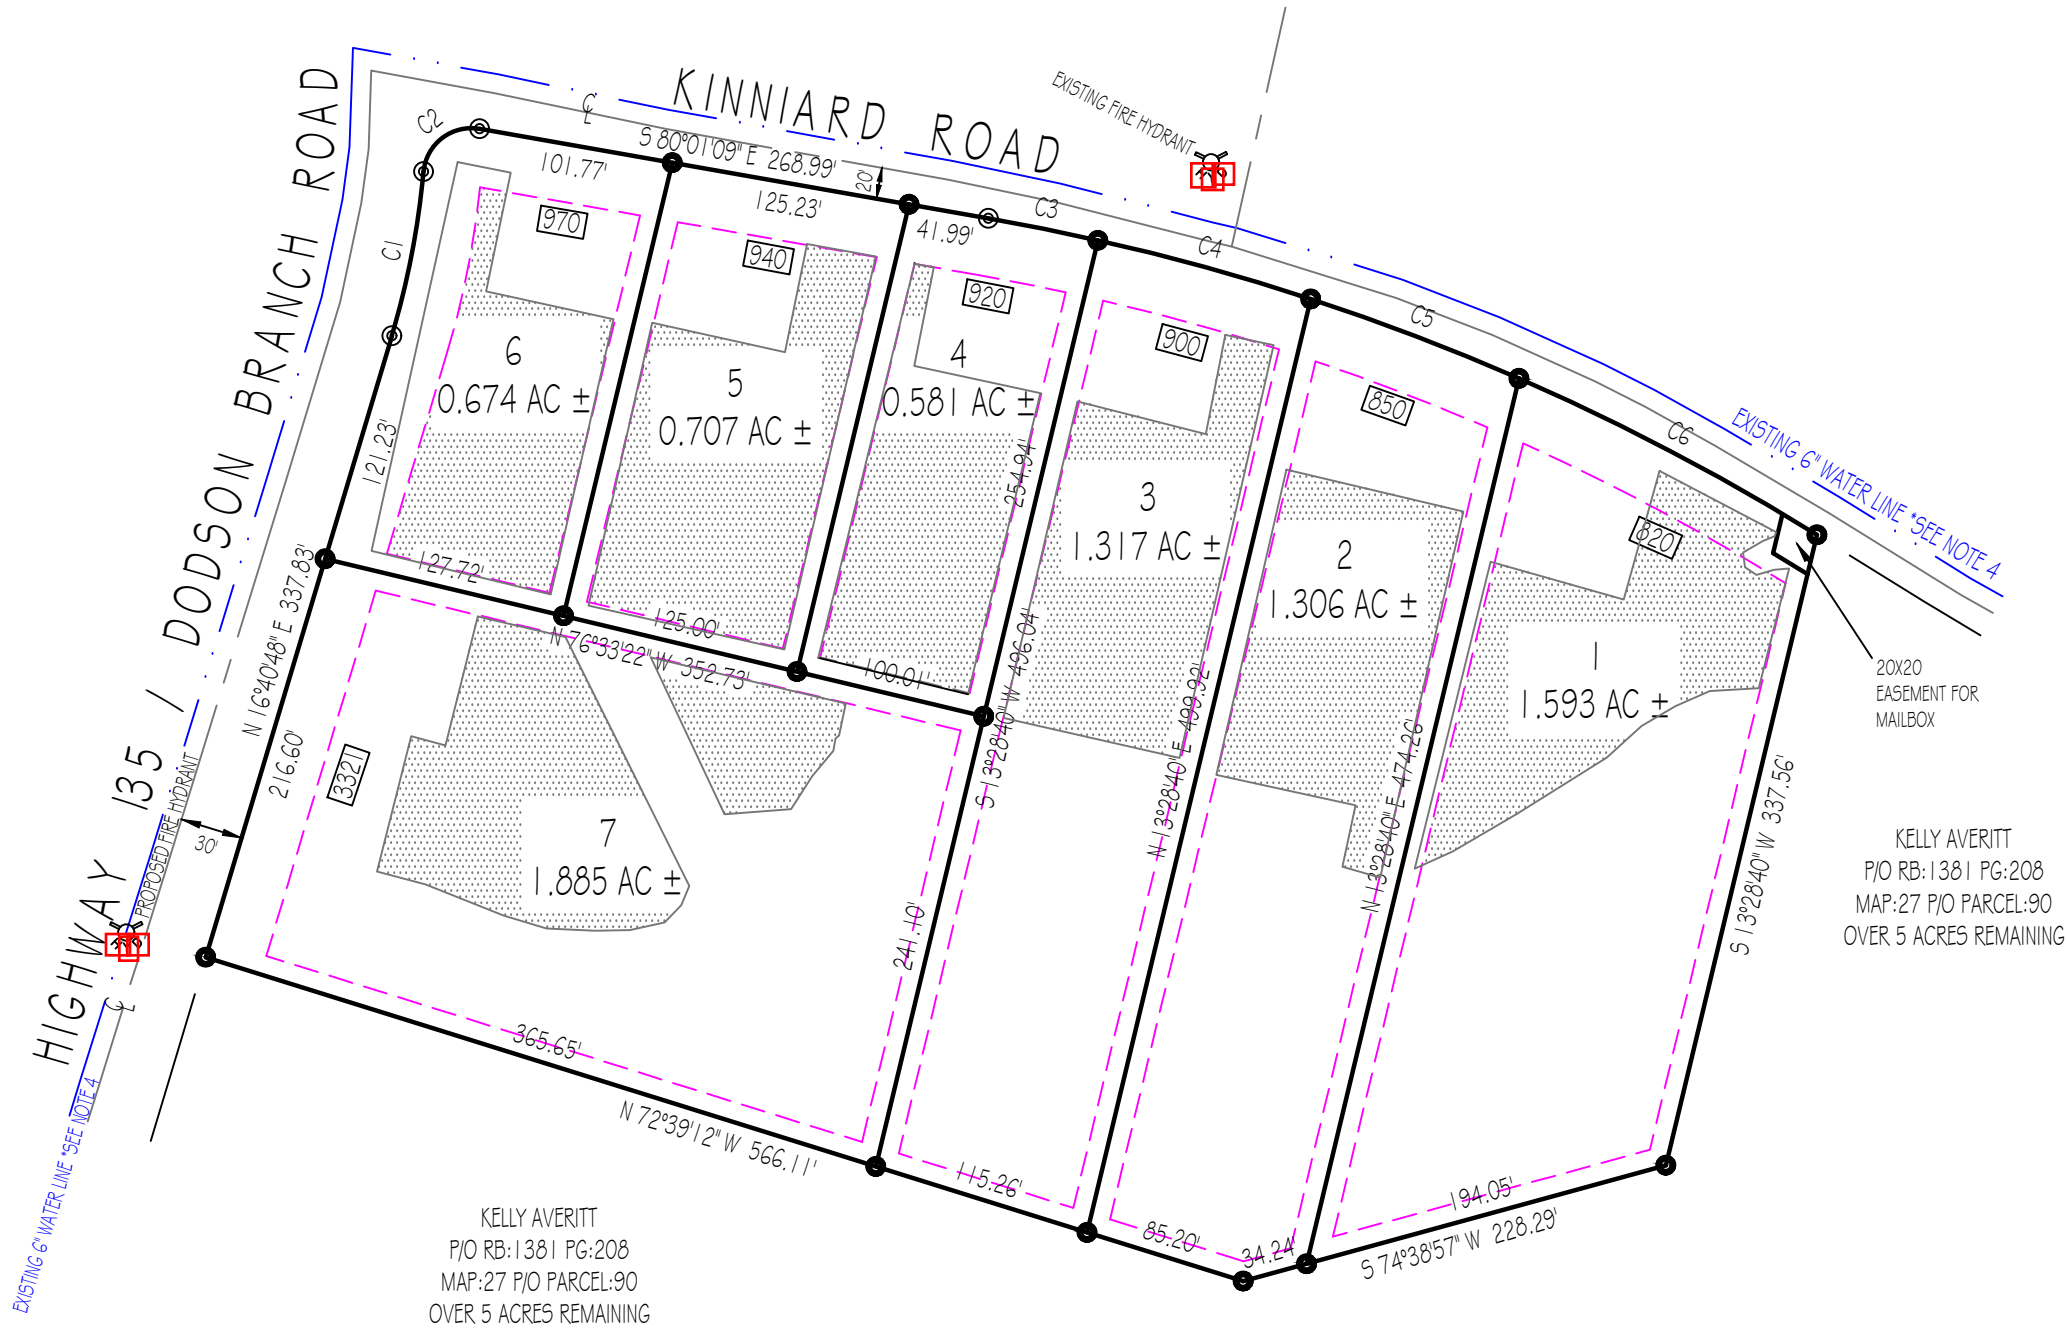 KINNIARD ROAD
HIGHWAY 135 / DODSON BRANCH ROAD
EXISTING FIRE HYDRANT
C2
S 80°01'09" E 268.99'
101.77'
125.23'
20'
41.99'
C3
C4
C5
C6
C1
970
940
920
900
850
820
3321
6
0.674 AC ±
5
0.707 AC ±
4
0.581 AC ±
3
1.317 AC ±
2
1.306 AC ±
1
1.593 AC ±
7
1.885 AC ±
EXISTING 6" WATER LINE *SEE NOTE 4
20X20
EASEMENT FOR
MAILBOX
121.23'
254.94'
127.72'
125.00'
100.01'
N 76°33'22" W 352.73'
N 16°40'48" E 337.83'
216.60'
S 13°28'40" W 496.04'
N 13°28'40" E 499.92'
N 13°28'40" E 474.26'
S 13°28'40" W 337.56'
241.10'
30'
PROPOSED FIRE HYDRANT
365.65'
N 72°39'12" W 566.11'
115.26'
85.20'
34.24'
194.05'
S 74°38'57" W 228.29'
KELLY AVERITT
P/O RB:1381 PG:208
MAP:27 P/O PARCEL:90
OVER 5 ACRES REMAINING
EXISTING 6" WATER LINE *SEE NOTE 4
KELLY AVERITT
P/O RB:1381 PG:208
MAP:27 P/O PARCEL:90
OVER 5 ACRES REMAINING